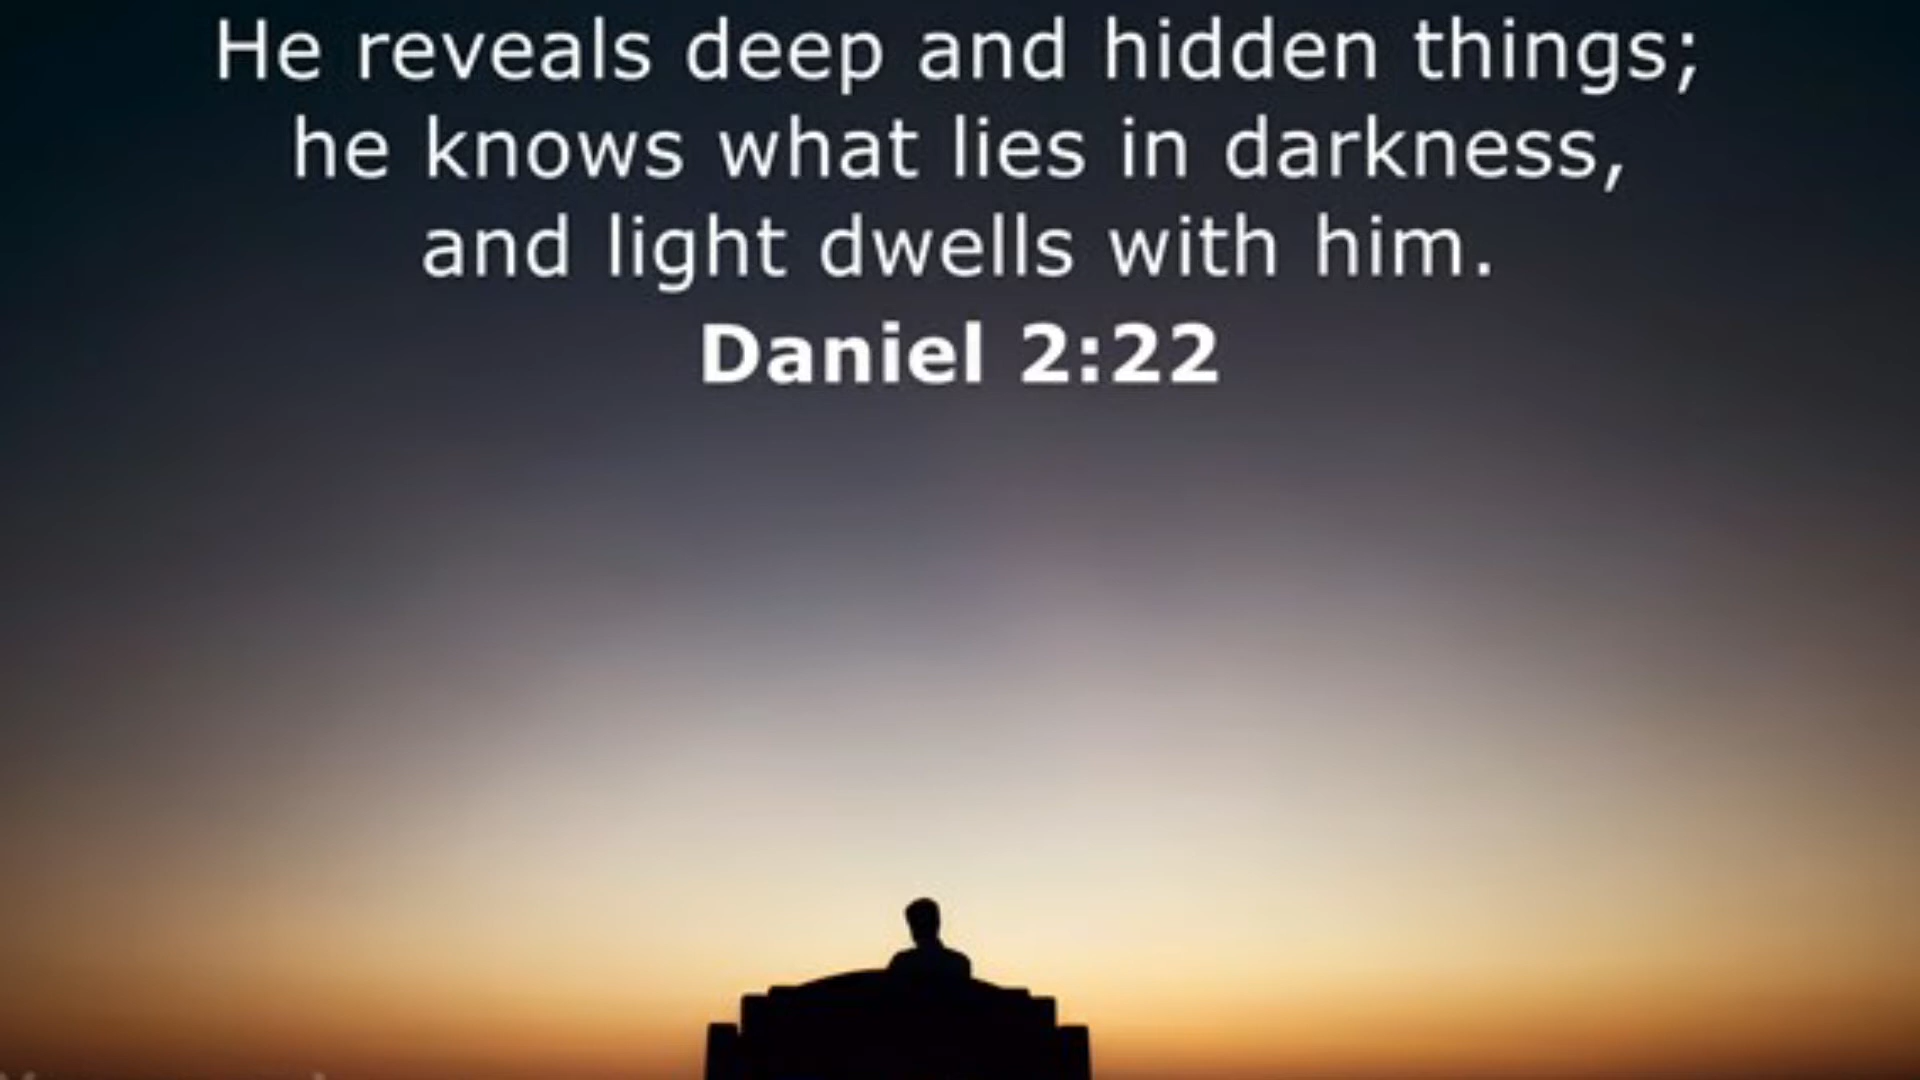 He reveals deep and hidden things;
he knows what lies in darkness,
and light dwells with him.
Daniel 2:22